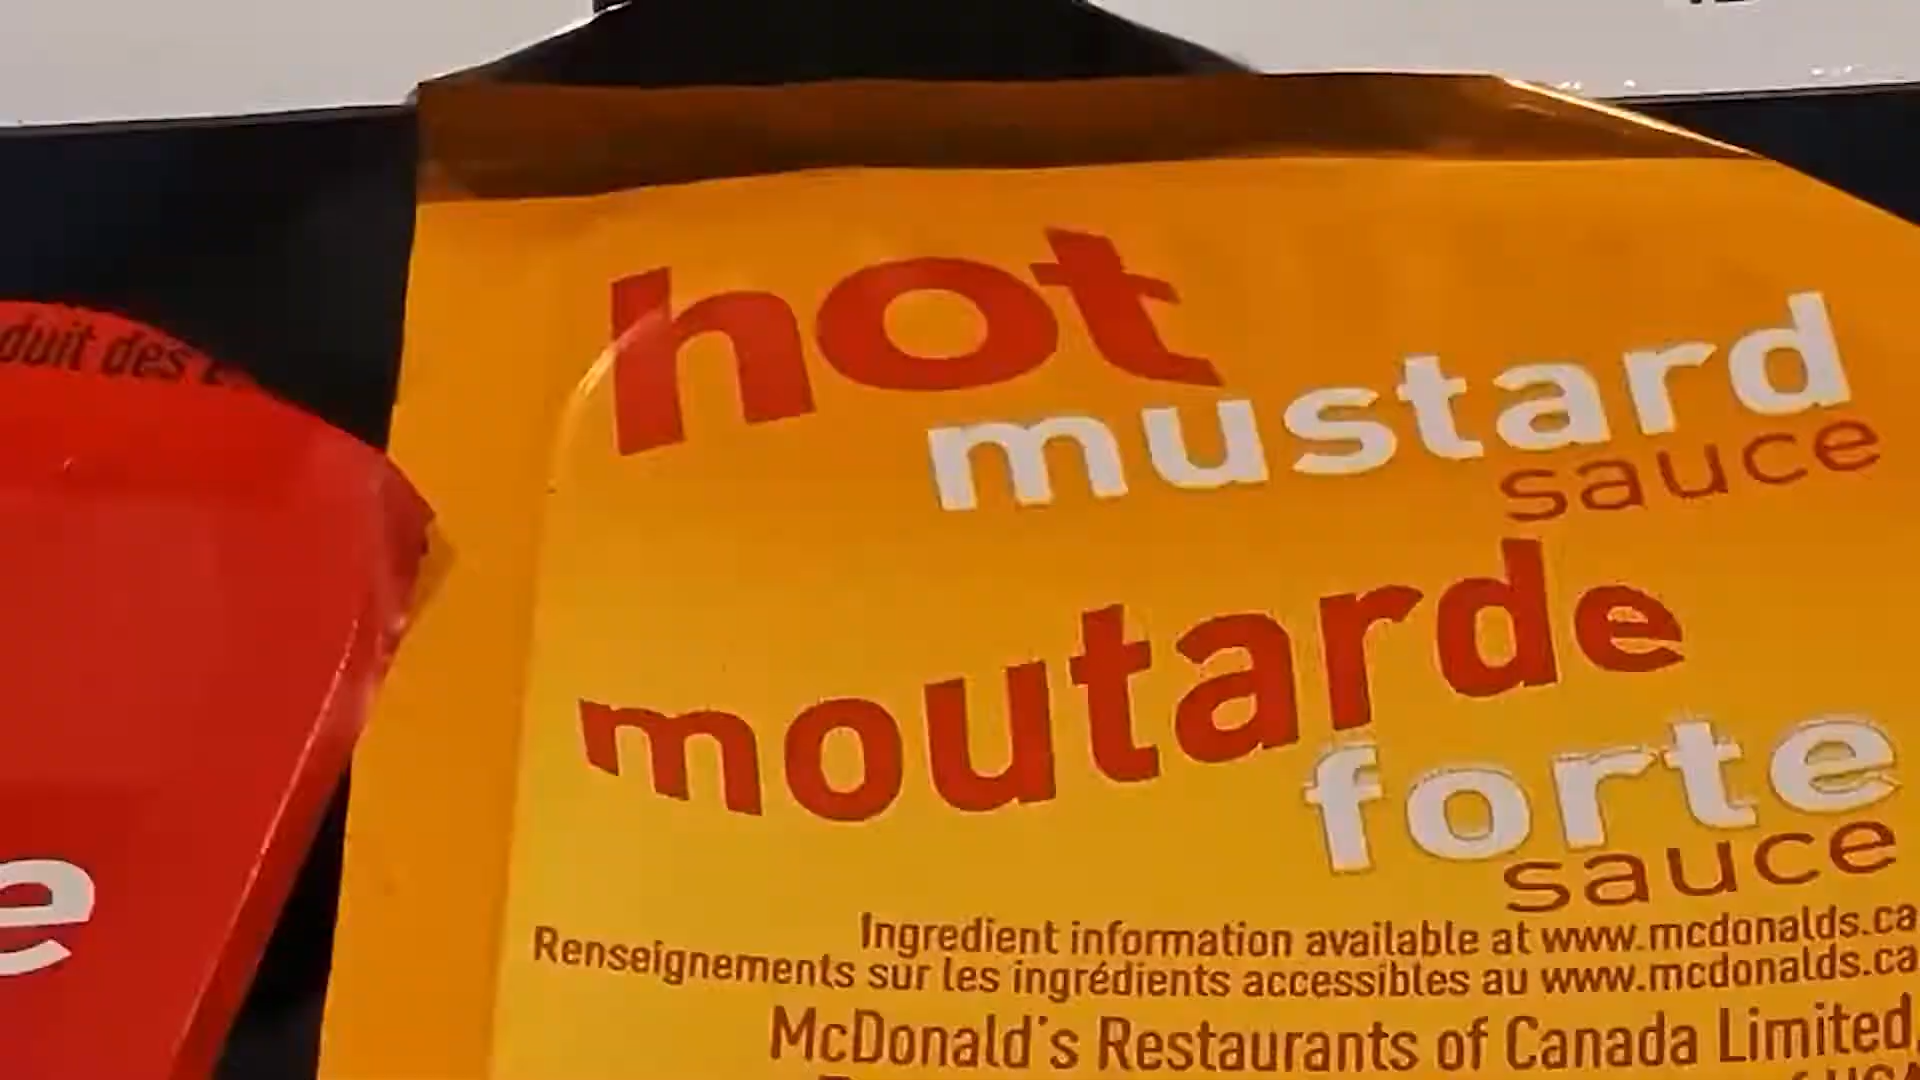 duit des
e
hot
mustard
sauce
moutarde
forte
sauce
Ingredient information available at www.mcdonalds.ca
Renseignements sur les ingrédients accessibles au www.mcdonalds.ca
McDonald's Restaurants of Canada Limited,